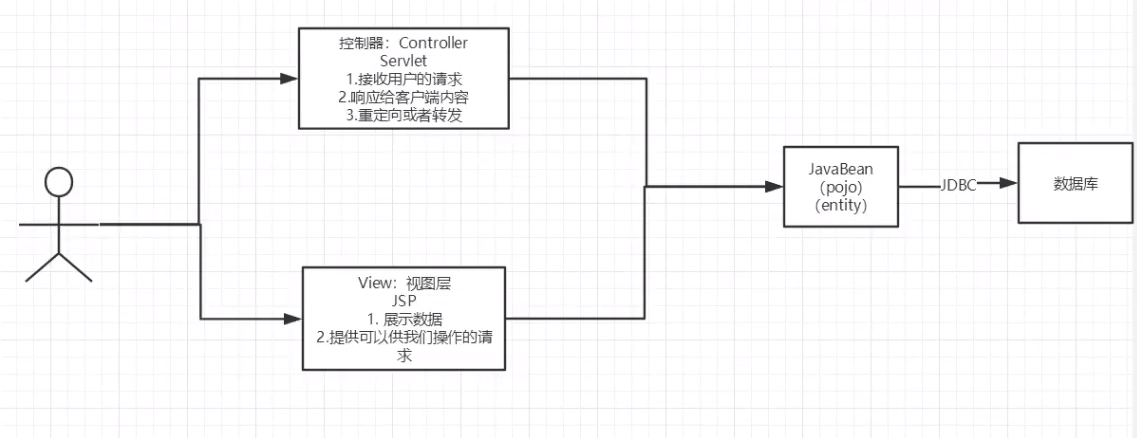 控制器：Controller
Servlet
1.接收用户的请求
2.响应给客户端内容
3.重定向或者转发
View：视图层
JSP
1. 展示数据
2.提供可以供我们操作的请
求
JavaBean
（pojo）
（entity）
JDBC
数据库